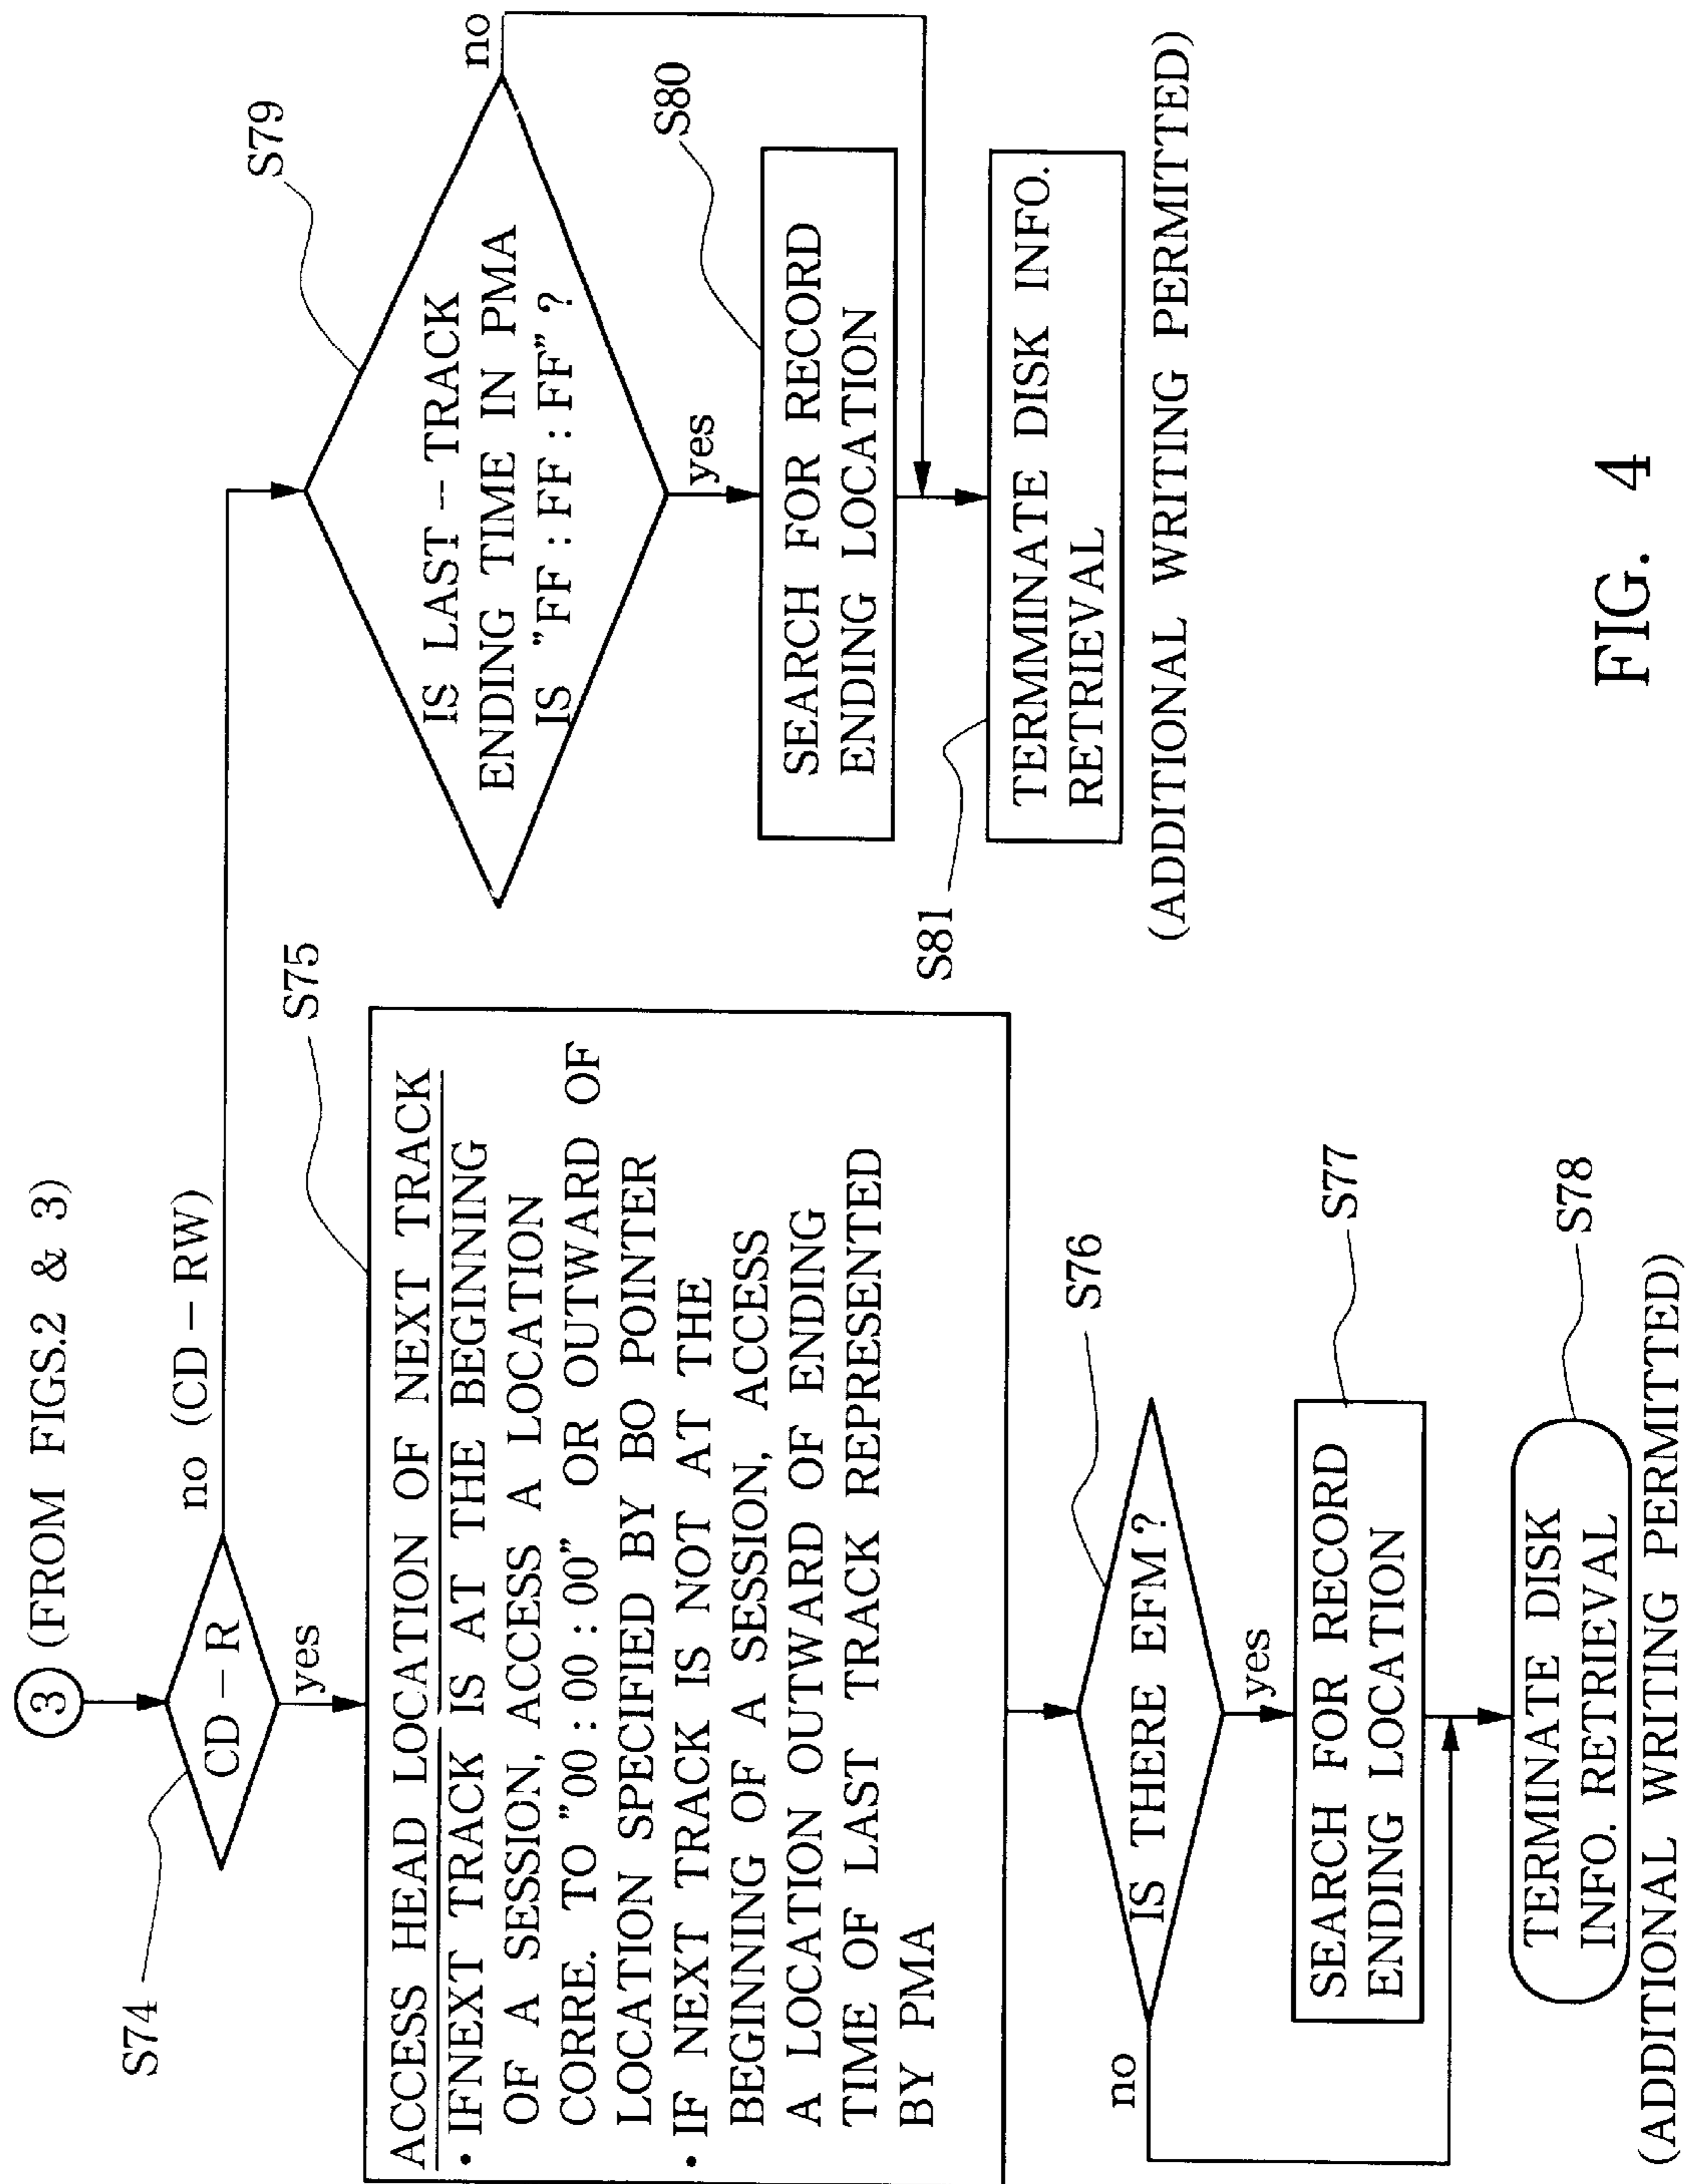 3 (FROM FIGS.2 & 3)
S74
CD-R
no (CD-RW)
yes
S75
ACCESS HEAD LOCATION OF NEXT TRACK
• IFNEXT TRACK IS AT THE BEGINNING
OF A SESSION, ACCESS A LOCATION
CORRE. TO "00 : 00 : 00" OR OUTWARD OF
LOCATION SPECIFIED BY BO POINTER
• IF NEXT TRACK IS NOT AT THE
BEGINNING OF A SESSION, ACCESS
A LOCATION OUTWARD OF ENDING
TIME OF LAST TRACK REPRESENTED
BY PMA
S76
IS THERE EFM?
no
yes
S77
SEARCH FOR RECORD
ENDING LOCATION
S78
TERMINATE DISK
INFO. RETRIEVAL
(ADDITIONAL WRITING PERMITTED)
S79
IS LAST-TRACK
ENDING TIME IN PMA
IS "FF : FF : FF" ?
no
yes
S80
SEARCH FOR RECORD
ENDING LOCATION
S81
TERMMINATE DISK INFO.
RETRIEVAL
(ADDITIONAL WRITING PERMITTED)
FIG. 4